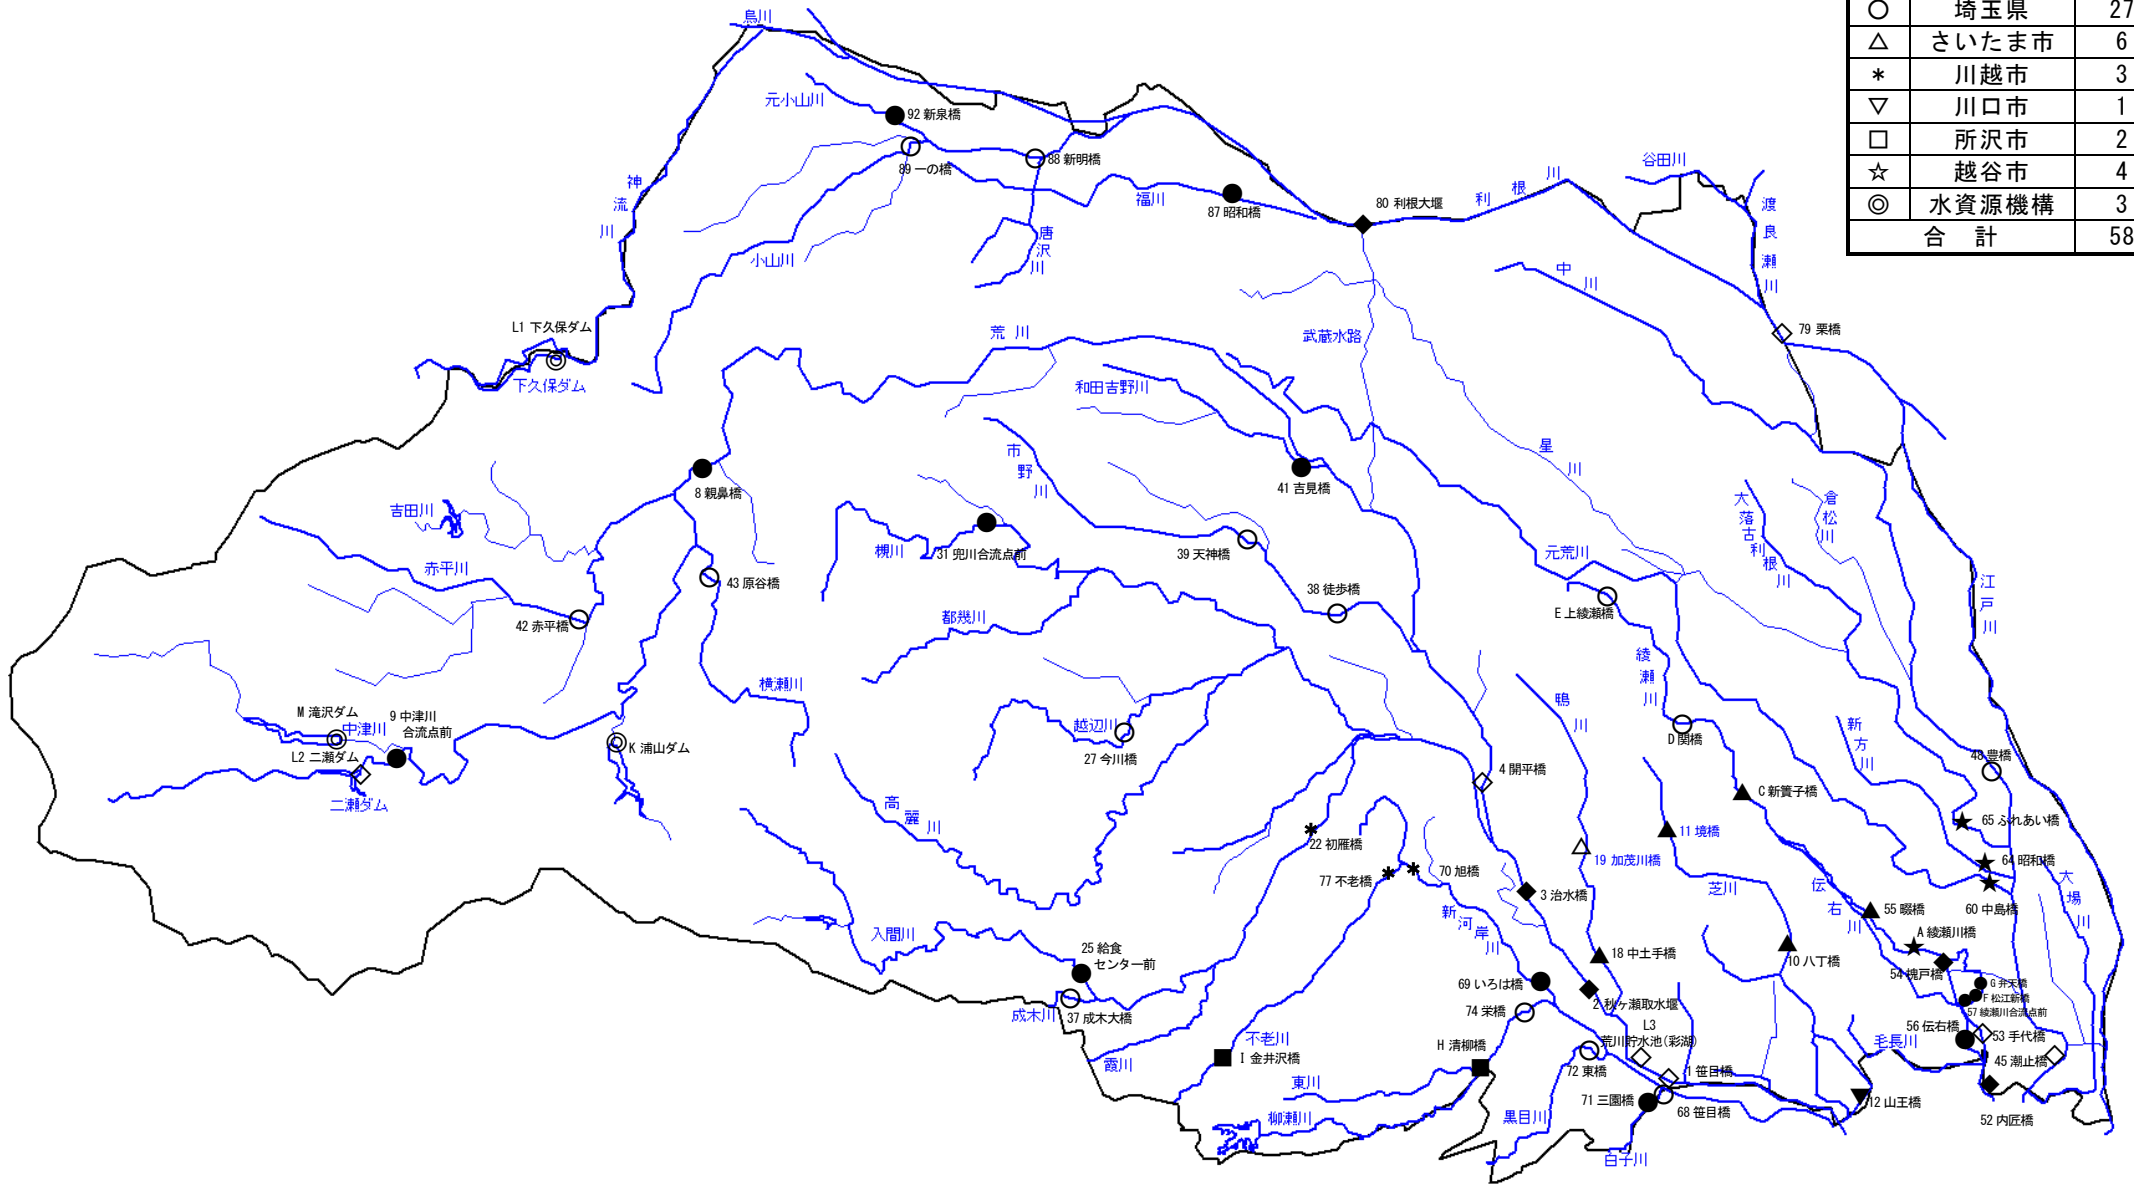 ○ 埼玉県 27
△ さいたま市 6
* 川越市 3
▽ 川口市 1
□ 所沢市 2
☆ 越谷市 4
◎ 水資源機構 3
合 計 58
烏川
元小山川
92 新泉橋
89 一の橋
88 新明橋
神流川
小山川
唐沢川
福川
87 昭和橋
80 利根大堰
利根川
谷田川
渡良瀬川
中川
79 栗橋
L1 下久保ダム
下久保ダム
荒川
武蔵水路
和田吉野川
市野川
星川
8 親鼻橋
41 吉見橋
吉田川
大落古利根川
倉松川
槻川
31 兜川合流点前
39 天神橋
元荒川
赤平川
43 原谷橋
38 徒歩橋
E 上綾瀬橋
江戸川
42 赤平橋
都幾川
綾瀬川
横瀬川
鴨川
M 滝沢ダム
中津川
9 中津川
合流点前
L2 二瀬ダム
二瀬ダム
K 浦山ダム
越辺川
27 今川橋
D 関橋
新方川
48 豊橋
4 開平橋
C 新簀子橋
高麗川
22 初雁橋
11 境橋
65 ふれあい橋
19 加茂川橋
77 不老橋
70 旭橋
64 昭和橋
3 治水橋
芝川
伝右川
大場川
新河岸川
55 畷橋
60 中島橋
入間川
25 給食
センター前
A 綾瀬川橋
18 中土手橋
10 八丁橋
54 槐戸橋
69 いろは橋
G 弁天橋
F 松江新橋
57 綾瀬川合流点前
成木川
37 成木大橋
74 栄橋
2 秋ヶ瀬取水堰
L3
荒川貯水池(彩湖)
56 伝右橋
53 手代橋
毛長川
45 潮止橋
不老川
I 金井沢橋
H 清柳橋
霞川
72 東橋
1 笹目橋
東川
柳瀬川
黒目川
71 三園橋
68 笹目橋
12 山王橋
52 内匠橋
白子川